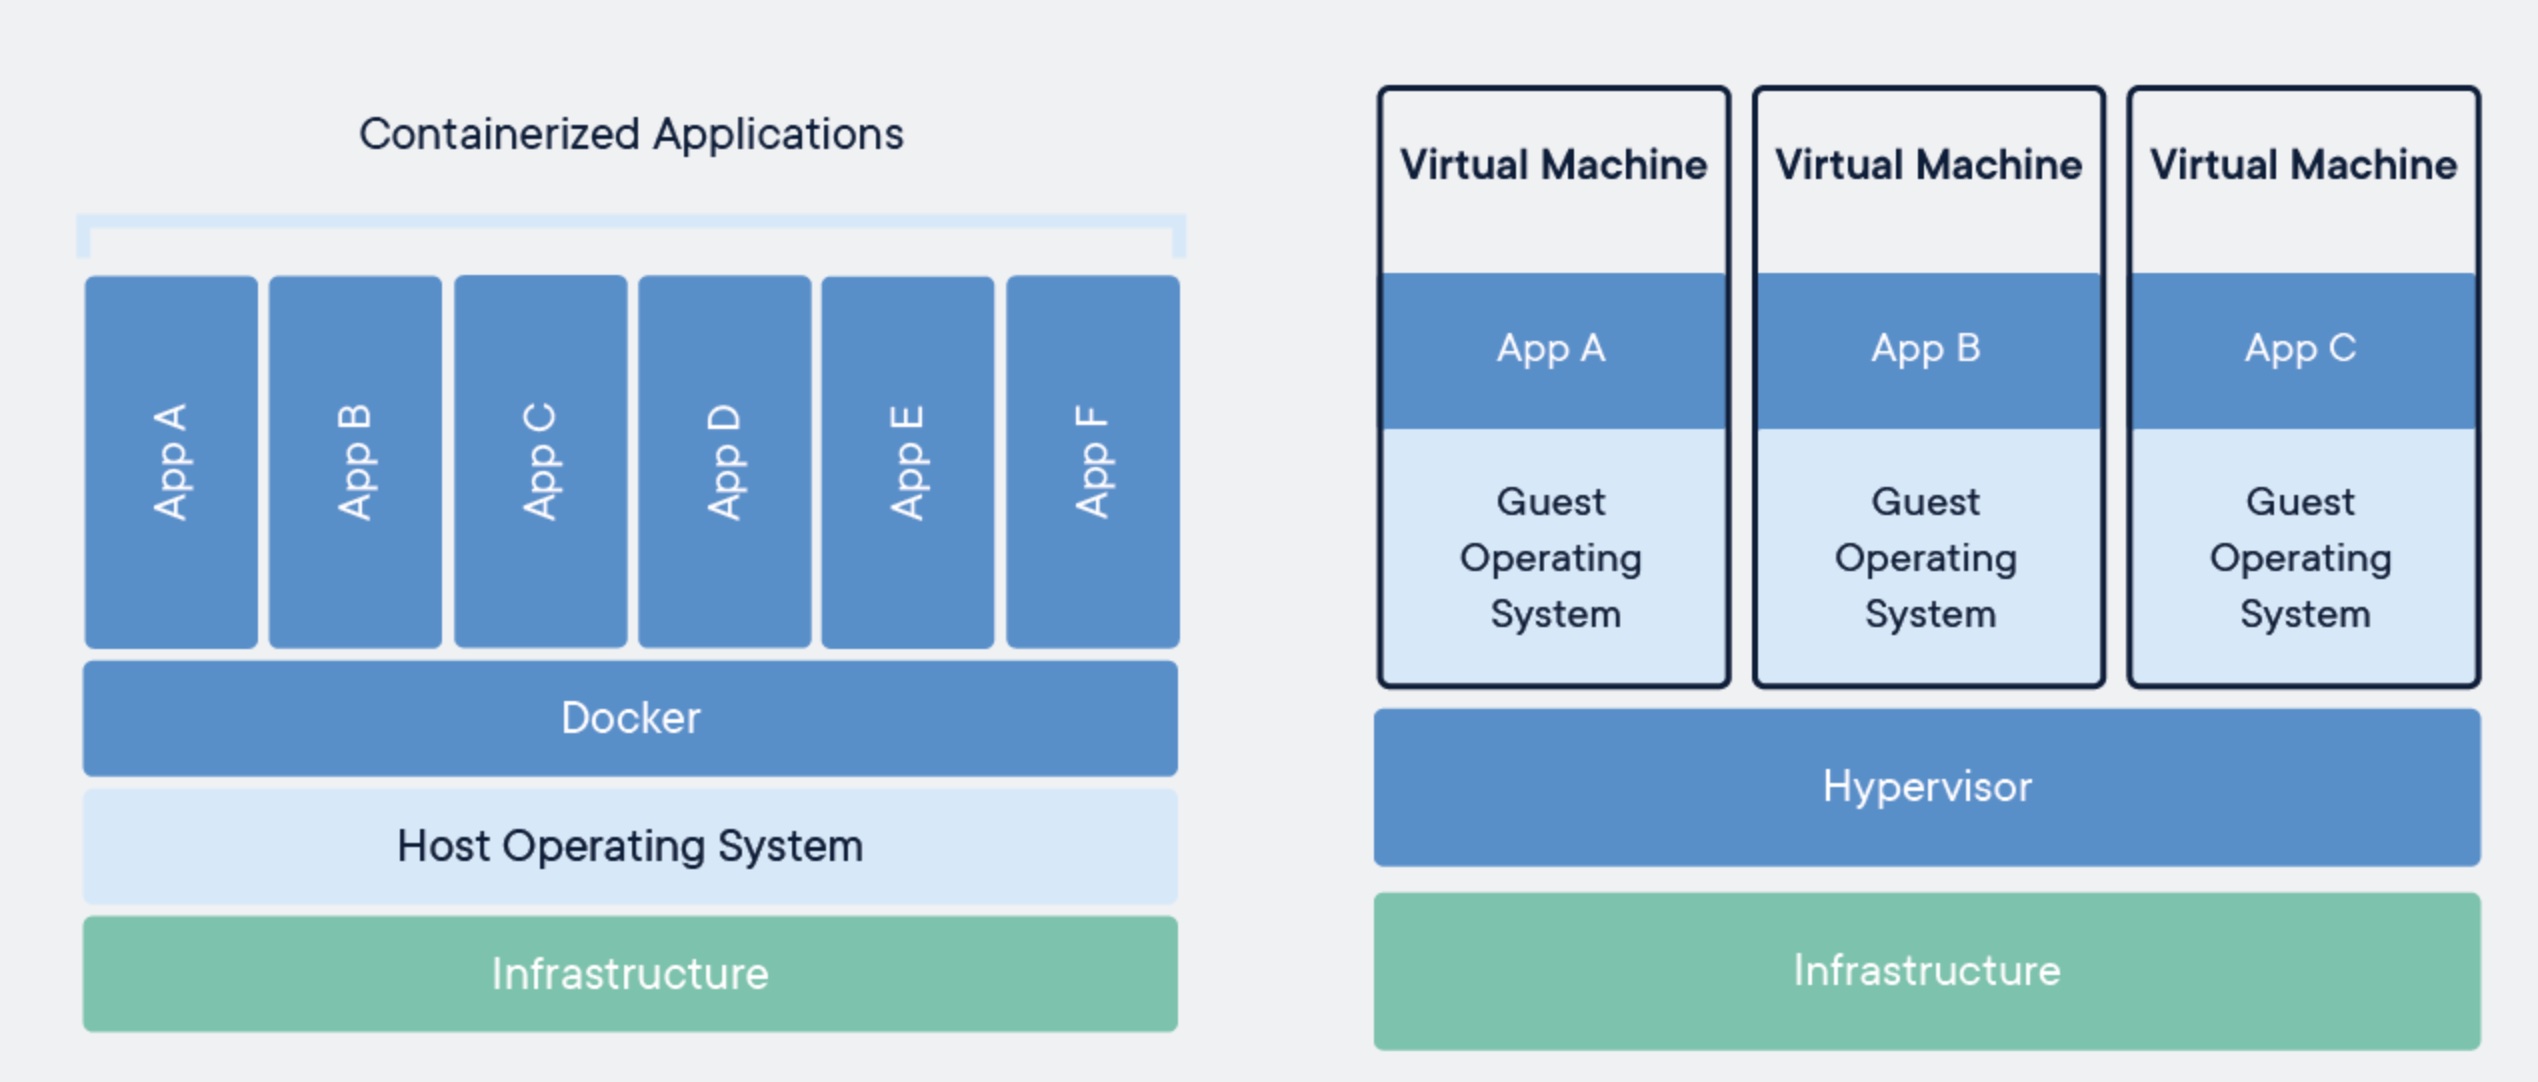 Containerized Applications
App A
App B
App C
App D
App E
App F
Docker
Host Operating System
Infrastructure
Virtual Machine
App A
Guest
Operating
System
Virtual Machine
App B
Guest
Operating
System
Virtual Machine
App C
Guest
Operating
System
Hypervisor
Infrastructure